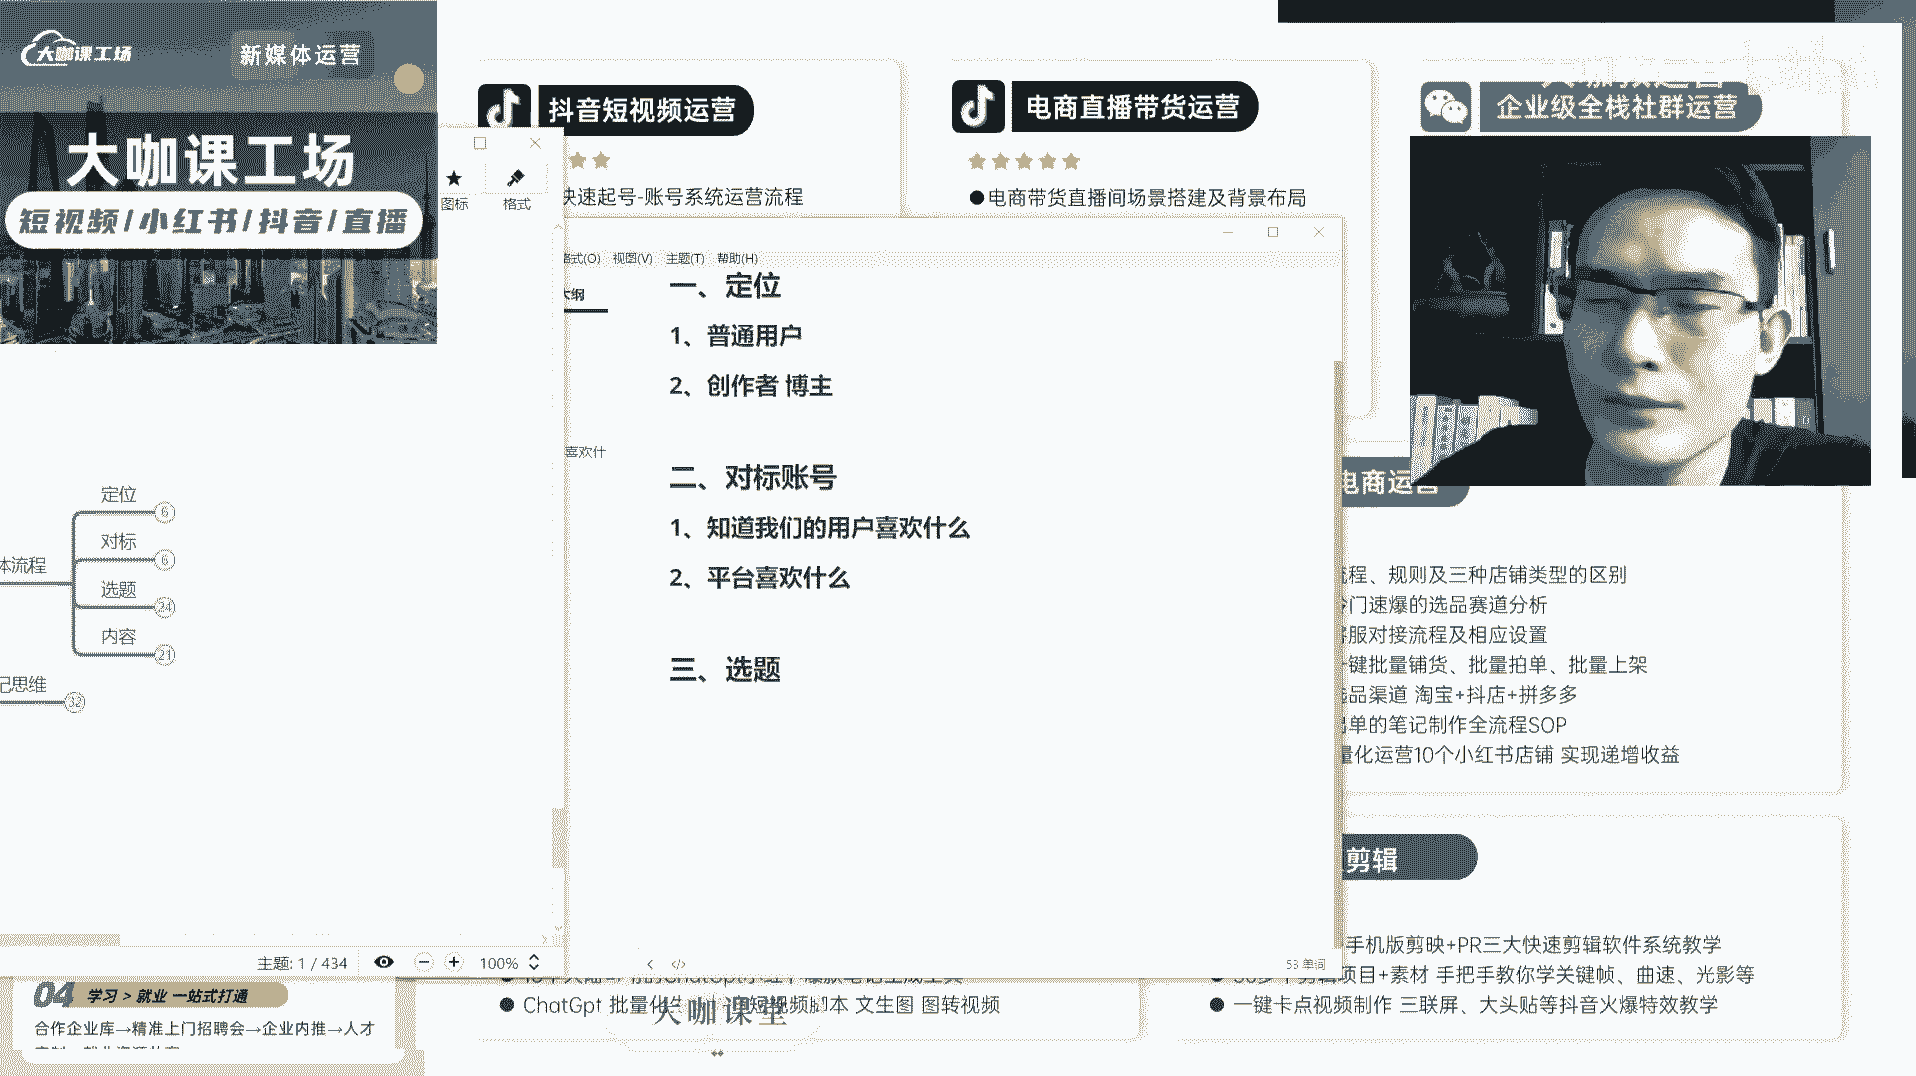 大咖课工场
新媒体运营
大咖课工场
短视频/小红书/抖音/直播
抖音短视频运营
快速起号-账号系统运营流程
电商直播带货运营
●电商带货直播间场景搭建及背景布局
企业级全栈社群运营
图标
格式
格式(O) 视图(V) 主题(T) 帮助(H)
大纲
喜欢什
一、定位
1、普通用户
2、创作者 博主
二、对标账号
1、知道我们的用户喜欢什么
2、平台喜欢什么
三、选题
53 单词
定位
6
对标
6
体流程
选题
24
内容
21
记思维
32
主题: 1 / 434
100%
电商运营
流程、规则及三种店铺类型的区别
冷门速爆的选品赛道分析
客服对接流程及相应设置
一键批量铺货、批量拍单、批量上架
选品渠道 淘宝+抖店+拼多多
出单的笔记制作全流程SOP
量化运营10个小红书店铺 实现递增收益
剪辑
手机版剪映+PR三大快速剪辑软件系统教学
项目+素材 手把手教你学关键帧、曲速、光影等
●一键卡点视频制作 三联屏、大头贴等抖音火爆特效教学
04 学习 > 就业 一站式打通
合作企业库→精准上门招聘会→企业内推→人才
●ChatGpt 批量化 短视频脚本 文生图 图转视频
大咖课堂